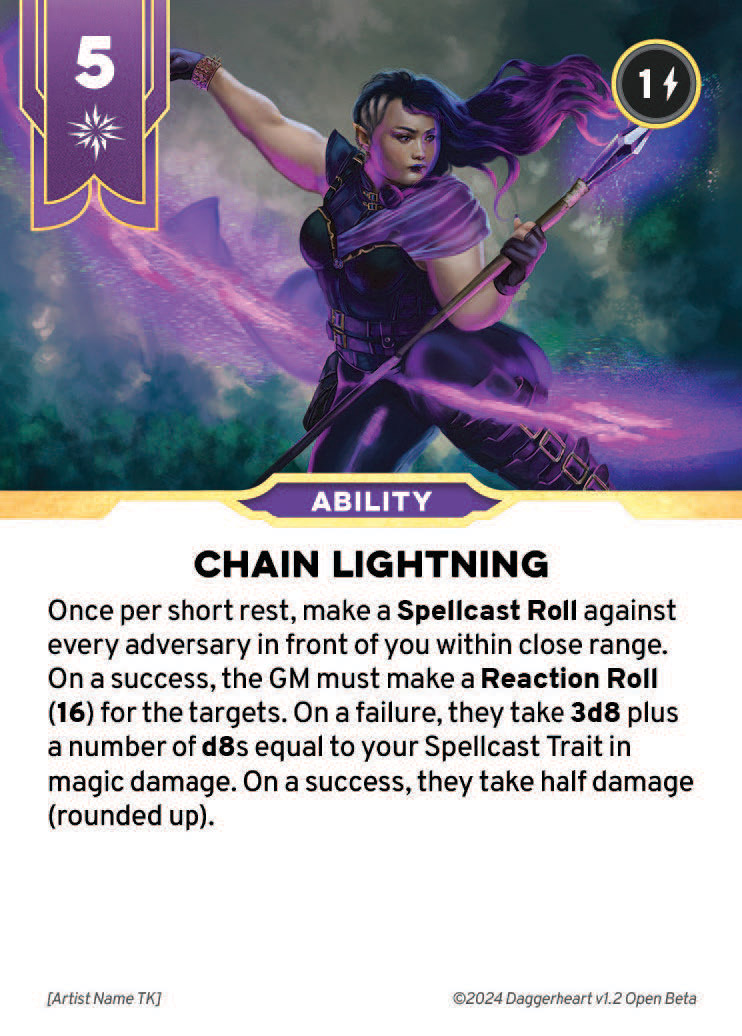 5
1
ABILITY
CHAIN LIGHTNING
Once per short rest, make a Spellcast Roll against
every adversary in front of you within close range.
On a success, the GM must make a Reaction Roll
(16) for the targets. On a failure, they take 3d8 plus
a number of d8s equal to your Spellcast Trait in
magic damage. On a success, they take half damage
(rounded up).
[Artist Name TK]
©2024 Daggerheart v1.2 Open Beta